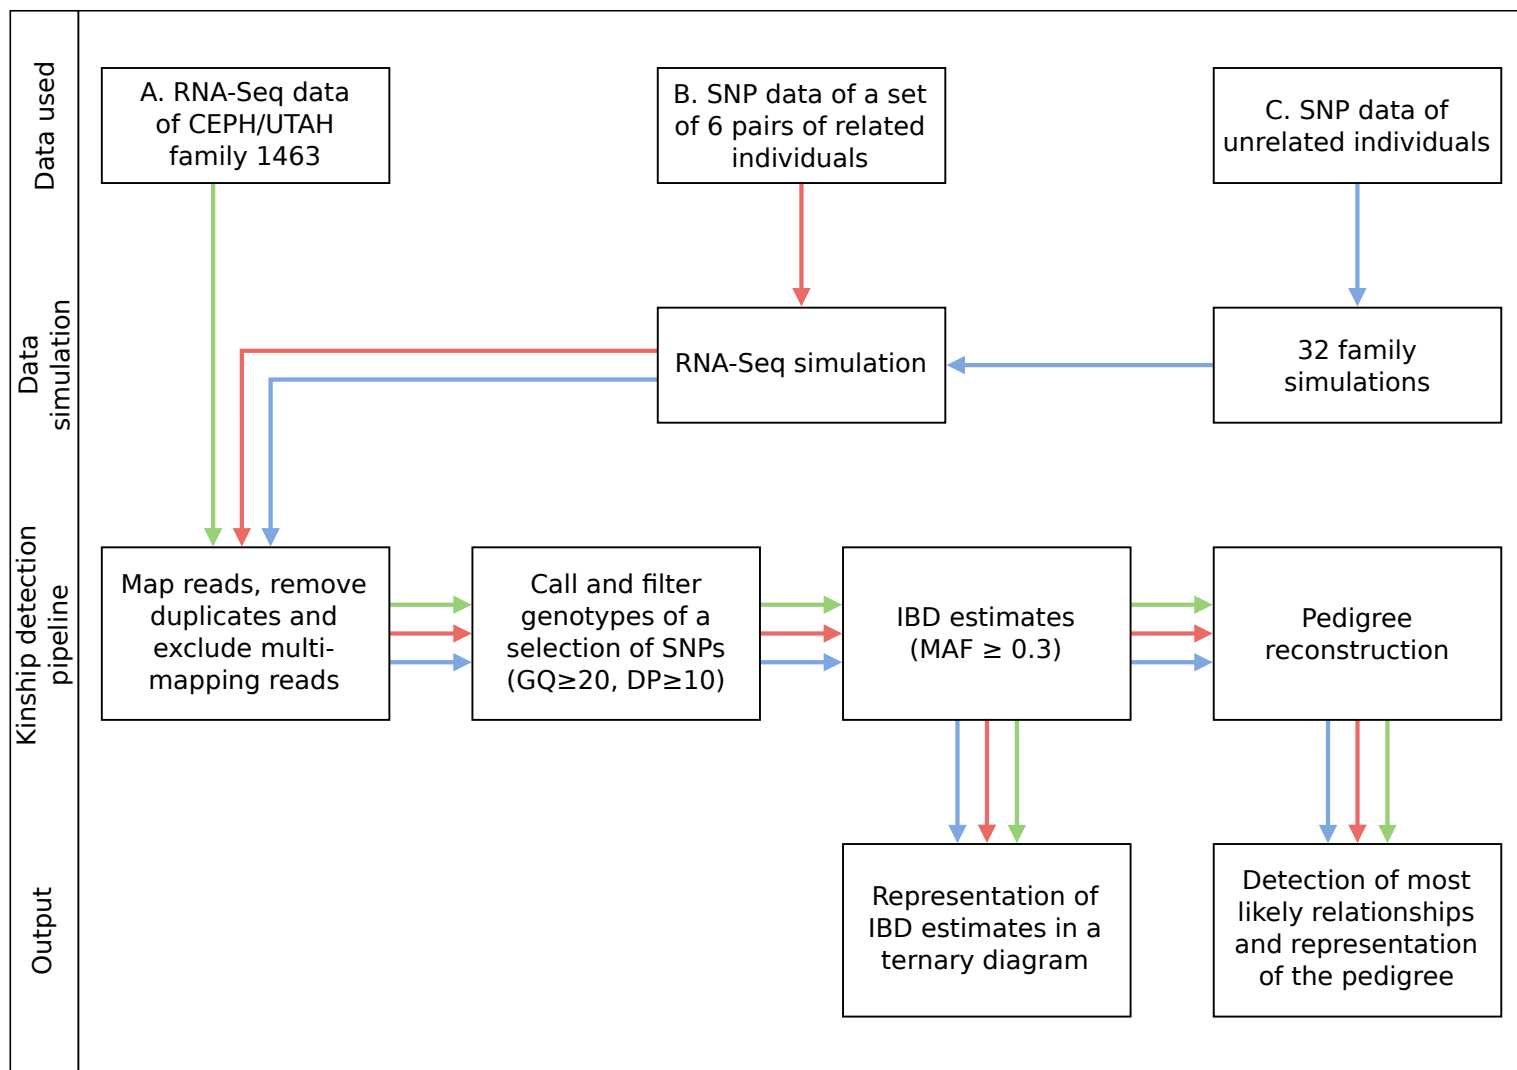 Data used
A. RNA-Seq data
of CEPH/UTAH
family 1463
B. SNP data of a set
of 6 pairs of related
individuals
C. SNP data of
unrelated individuals
Data
simulation
RNA-Seq simulation
32 family
simulations
Kinship detection
pipeline
Map reads, remove
duplicates and
exclude multi-
mapping reads
Call and filter
genotypes of a
selection of SNPs
(GQ≥20, DP≥10)
IBD estimates
(MAF ≥ 0.3)
Pedigree
reconstruction
Output
Representation of
IBD estimates in a
ternary diagram
Detection of most
likely relationships
and representation
of the pedigree